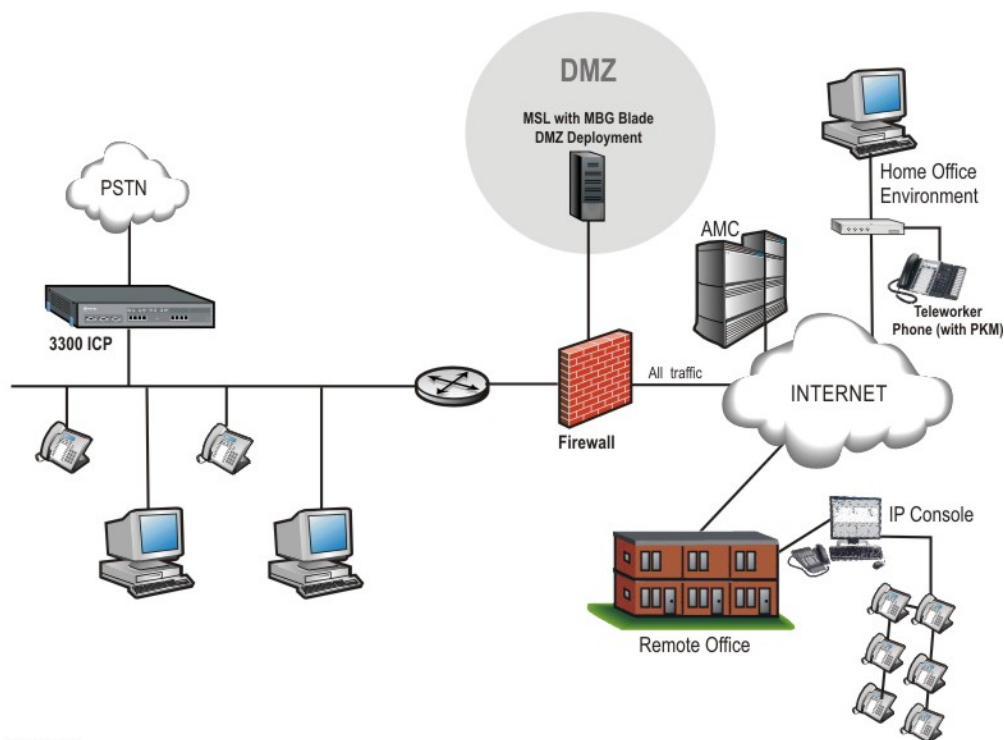 DMZ
MSL with MBG Blade
DMZ Deployment
PSTN
3300 ICP
Firewall
All traffic
AMC
Home Office
Environment
Teleworker
Phone (with PKM)
INTERNET
IP Console
Remote Office